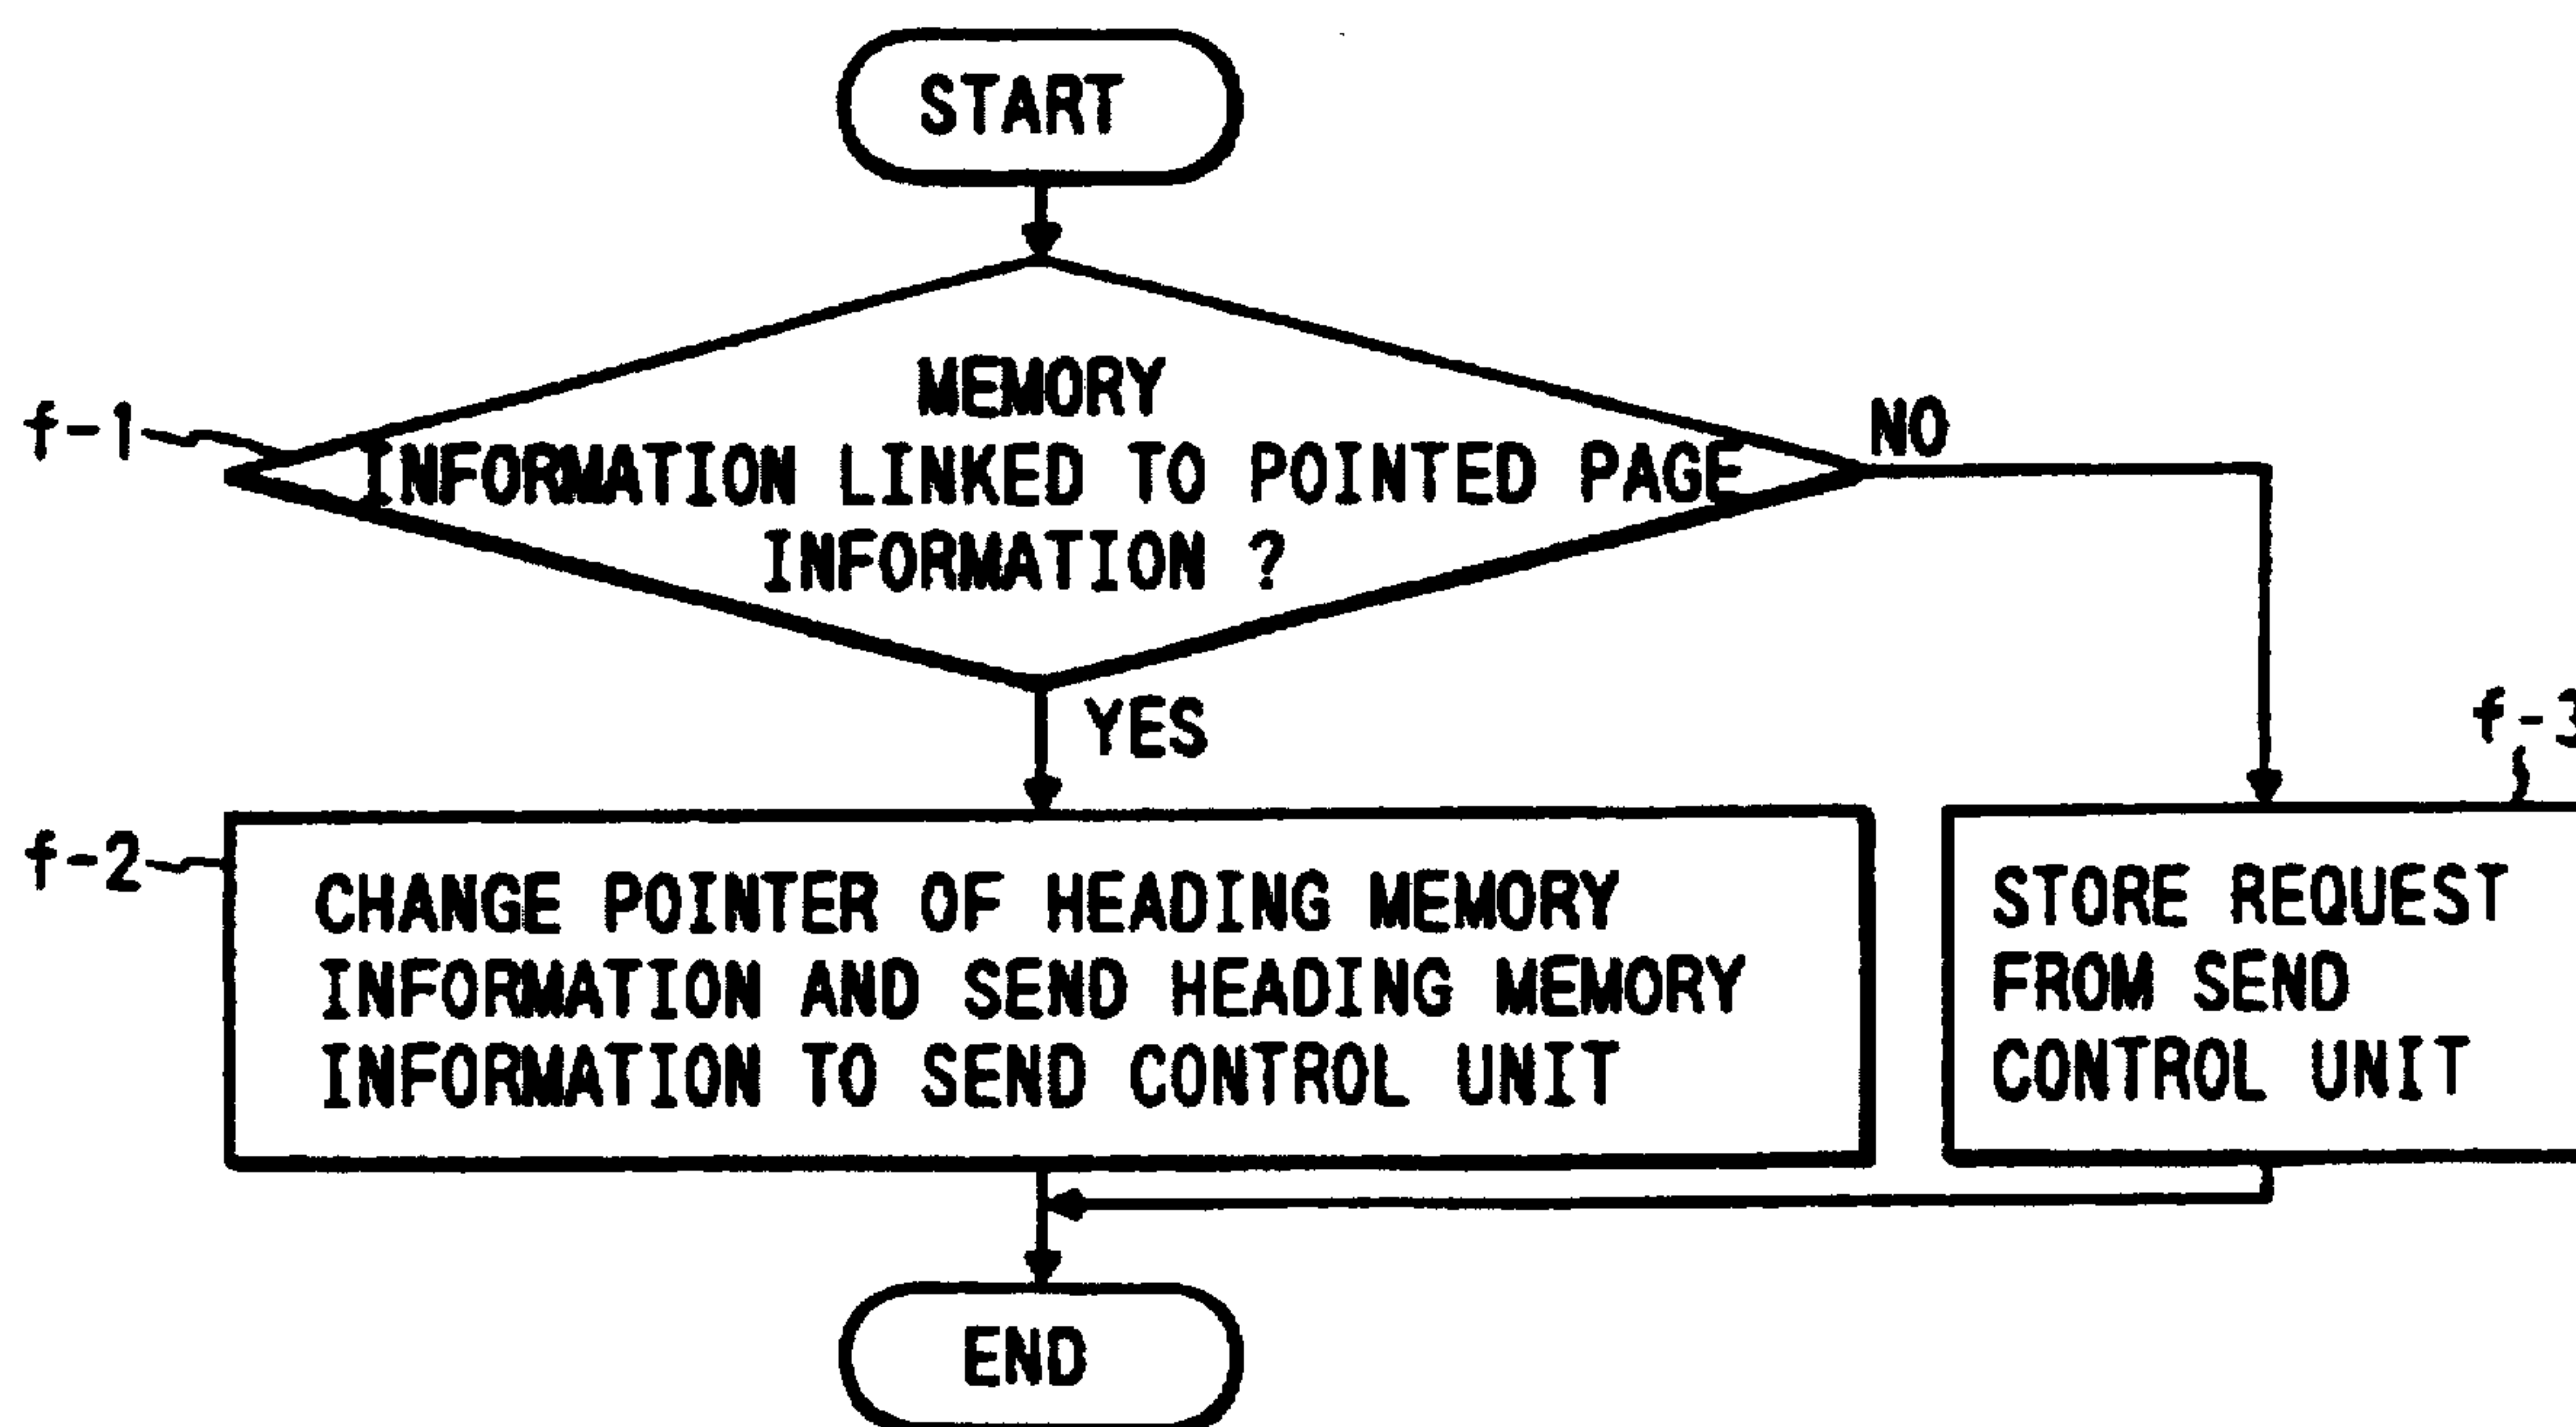 START
MEMORY
f-1
INFORMATION LINKED TO POINTED PAGE
INFORMATION ?
NO
YES
f-3
f-2
CHANGE POINTER OF HEADING MEMORY
INFORMATION AND SEND HEADING MEMORY
INFORMATION TO SEND CONTROL UNIT
STORE REQUEST
FROM SEND
CONTROL UNIT
END